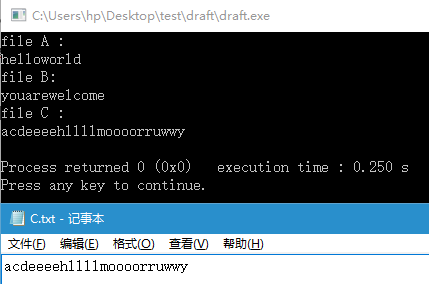 C:\Users\hp\Desktop\test\draft\draft.exe
file A :
helloworld
file B:
youarewelcome
file C :
acdeeeehllllmoooorruwwy
Process returned 0 (0x0)   execution time : 0.250 s
Press any key to continue.
C.txt - 记事本
文件(F) 编辑(E) 格式(O) 查看(V) 帮助(H)
acdeeeehllllmoooorruwwy